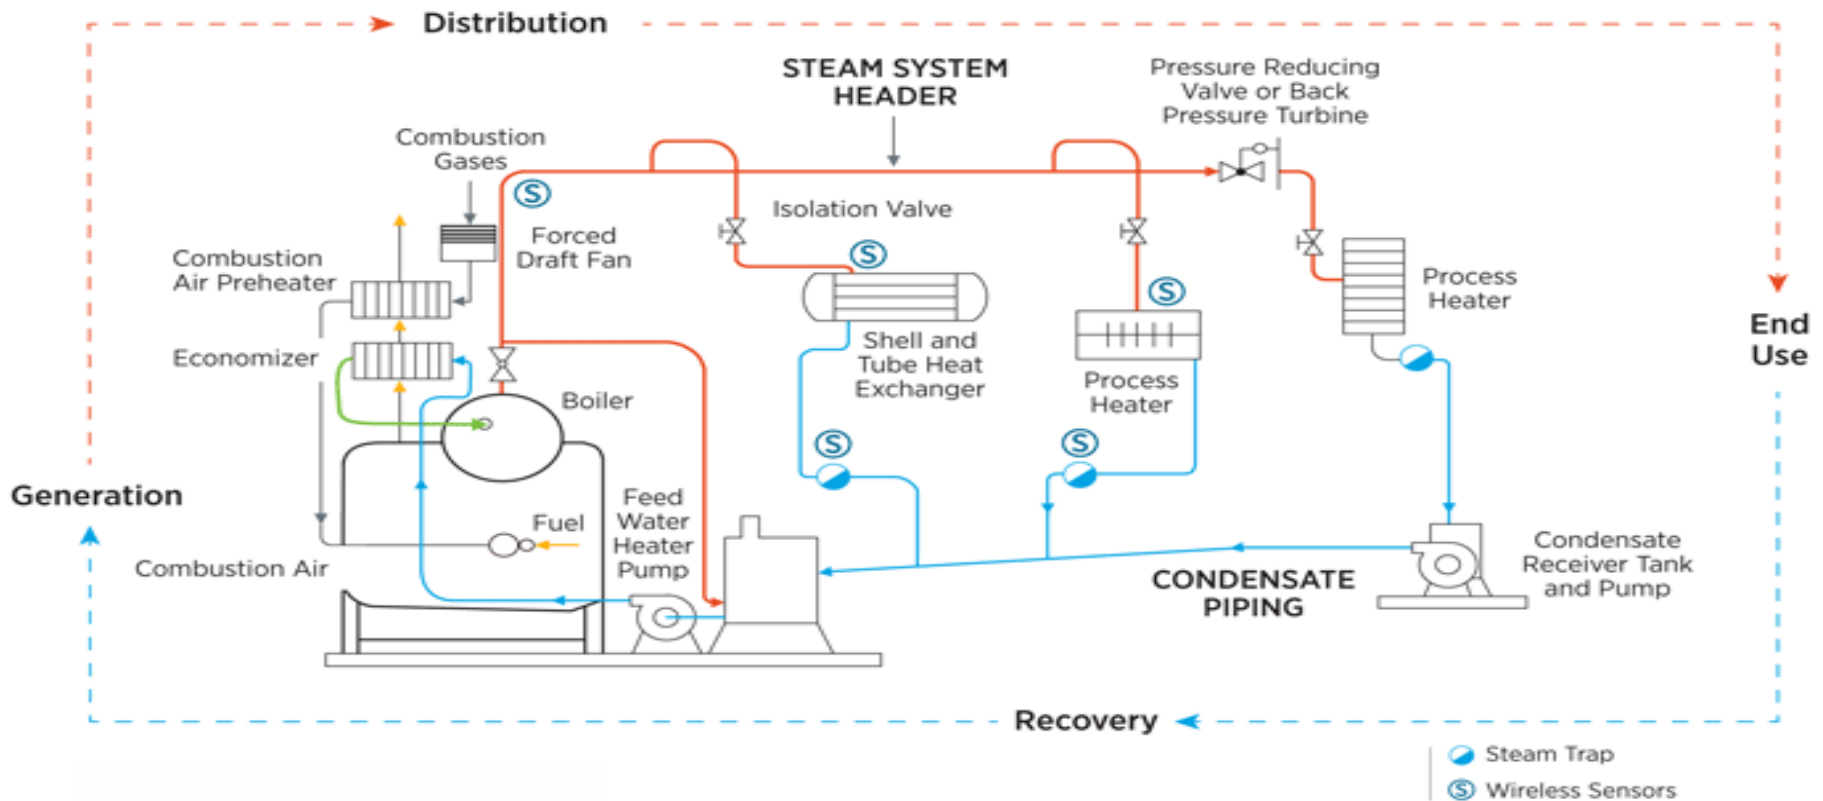 Distribution
STEAM SYSTEM
HEADER
Pressure Reducing
Valve or Back
Pressure Turbine
Combustion
Gases
S
Isolation Valve
Forced
Draft Fan
Combustion
Air Preheater
S
Process
Heater
S
End
Use
Economizer
Shell and
Tube Heat
Exchanger
Process
Heater
Boiler
S
S
Generation
Feed
Water
Heater
Pump
Fuel
Combustion Air
CONDENSATE
PIPING
Condensate
Receiver Tank
and Pump
Recovery
Steam Trap
S Wireless Sensors